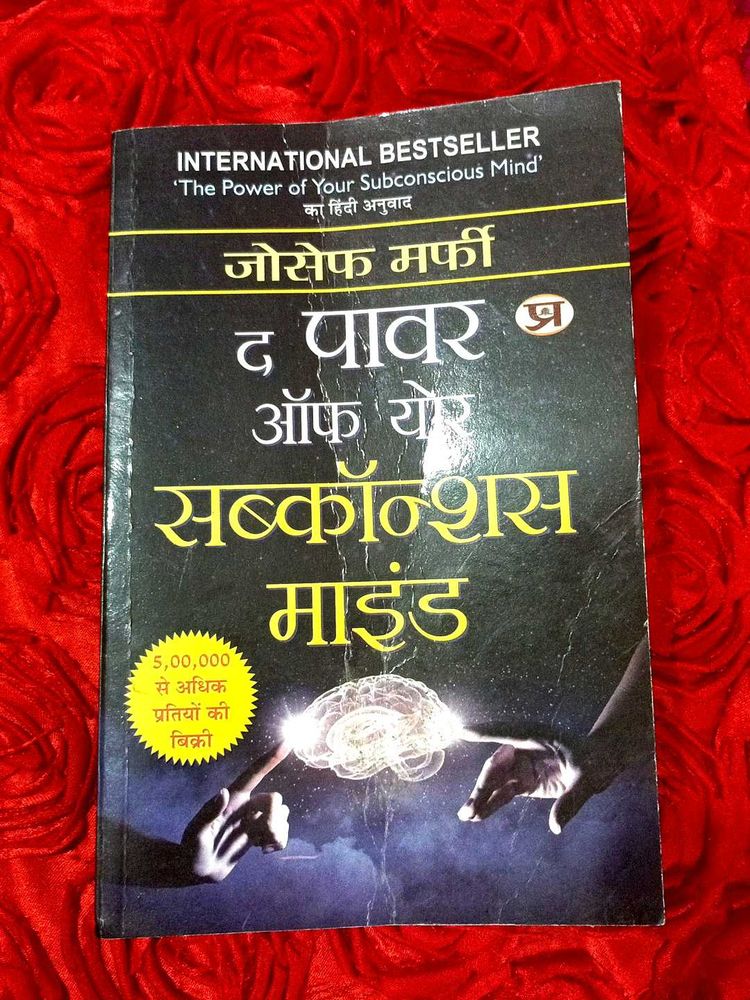 INTERNATIONAL BESTSELLER
‘The Power of Your Subconscious Mind’
का हिंदी अनुवाद
जोसेफ मर्फी
द पावर
प्र
ऑफ योर
सब्कॉन्शस
माइंड
5,00,000
से अधिक
प्रतियों की
बिक्री